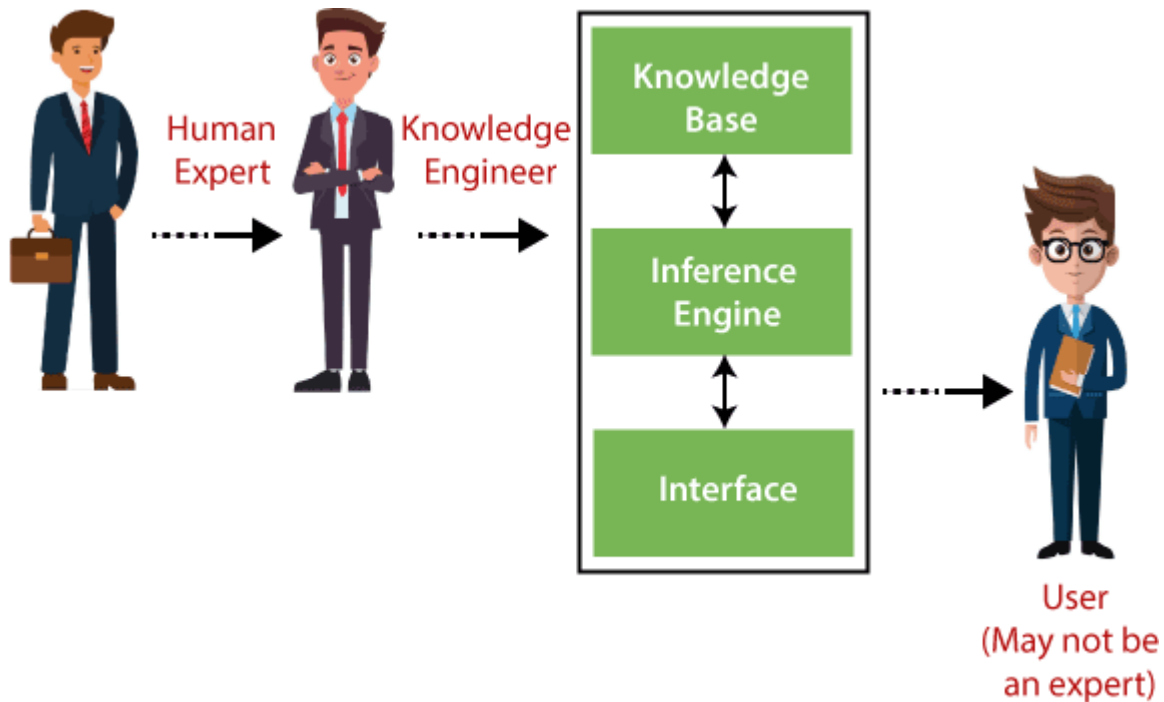 Human
Expert
Knowledge
Engineer
Knowledge
Base
Inference
Engine
Interface
User
(May not be
an expert)